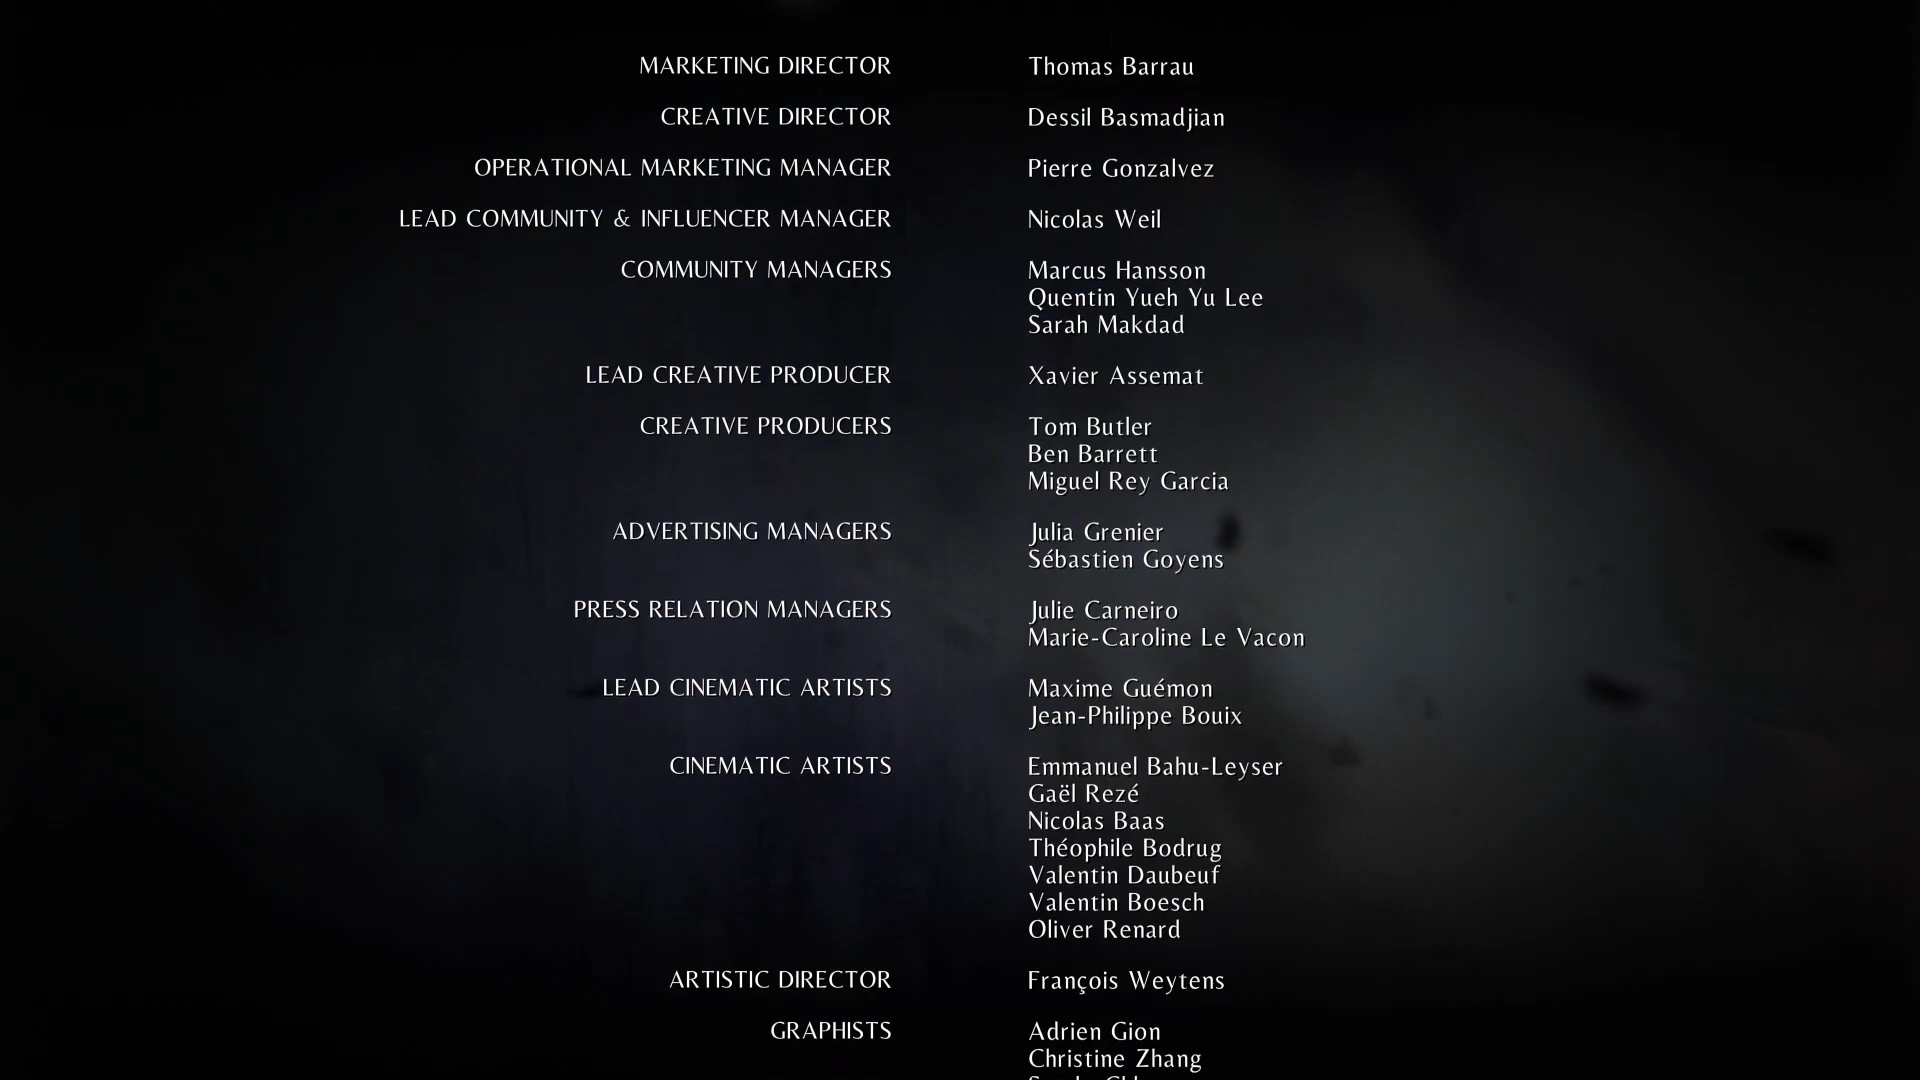 MARKETING DIRECTOR Thomas Barrau
CREATIVE DIRECTOR Dessil Basmadjian
OPERATIONAL MARKETING MANAGER Pierre Gonzalvez
LEAD COMMUNITY & INFLUENCER MANAGER Nicolas Weil
COMMUNITY MANAGERS Marcus Hansson
Quentin Yueh Yu Lee
Sarah Makdad
LEAD CREATIVE PRODUCER Xavier Assemat
CREATIVE PRODUCERS Tom Butler
Ben Barrett
Miguel Rey Garcia
ADVERTISING MANAGERS Julia Grenier
Sébastien Goyens
PRESS RELATION MANAGERS Julie Carneiro
Marie-Caroline Le Vacon
LEAD CINEMATIC ARTISTS Maxime Guémon
Jean-Philippe Bouix
CINEMATIC ARTISTS Emmanuel Bahu-Leyser
Gaël Rezé
Nicolas Baas
Théophile Bodrug
Valentin Daubeuf
Valentin Boesch
Oliver Renard
ARTISTIC DIRECTOR François Weytens
GRAPHISTS Adrien Gion
Christine Zhang